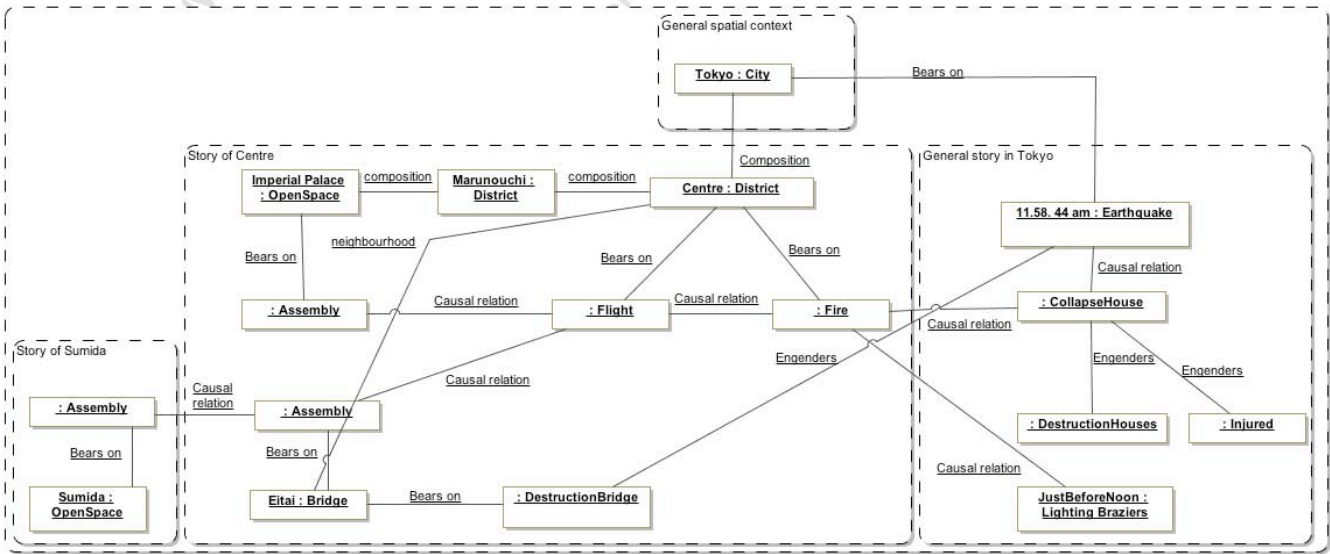 General spatial context
Tokyo : City
Bears on
Story of Centre
General story in Tokyo
Composition
Imperial Palace
: OpenSpace
composition
Marunouchi :
District
composition
Centre : District
11.58. 44 am : Earthquake
neighbourhood
Bears on
Bears on
Bears on
Causal relation
: Assembly
Causal relation
: Flight
Causal relation
: Fire
: CollapseHouse
Causal relation
Story of Sumida
Engenders
Engenders
Engenders
Causal relation
Causal
relation
: Assembly
: Assembly
: DestructionHouses
: Injured
Bears on
Bears on
Causal relation
Sumida :
OpenSpace
Eitai : Bridge
Bears on
: DestructionBridge
JustBeforeNoon :
Lighting Braziers